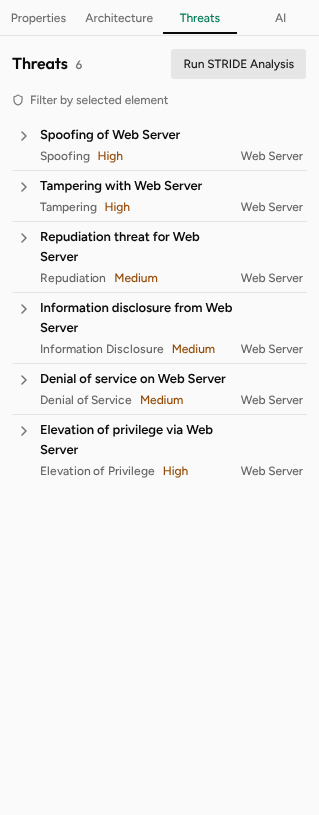 Properties Architecture Threats AI
Threats 6 Run STRIDE Analysis
Filter by selected element
Spoofing of Web Server
Spoofing High Web Server
Tampering with Web Server
Tampering High Web Server
Repudiation threat for Web
Server
Repudiation Medium Web Server
Information disclosure from Web
Server
Information Disclosure Medium Web Server
Denial of service on Web Server
Denial of Service Medium Web Server
Elevation of privilege via Web
Server
Elevation of Privilege High Web Server